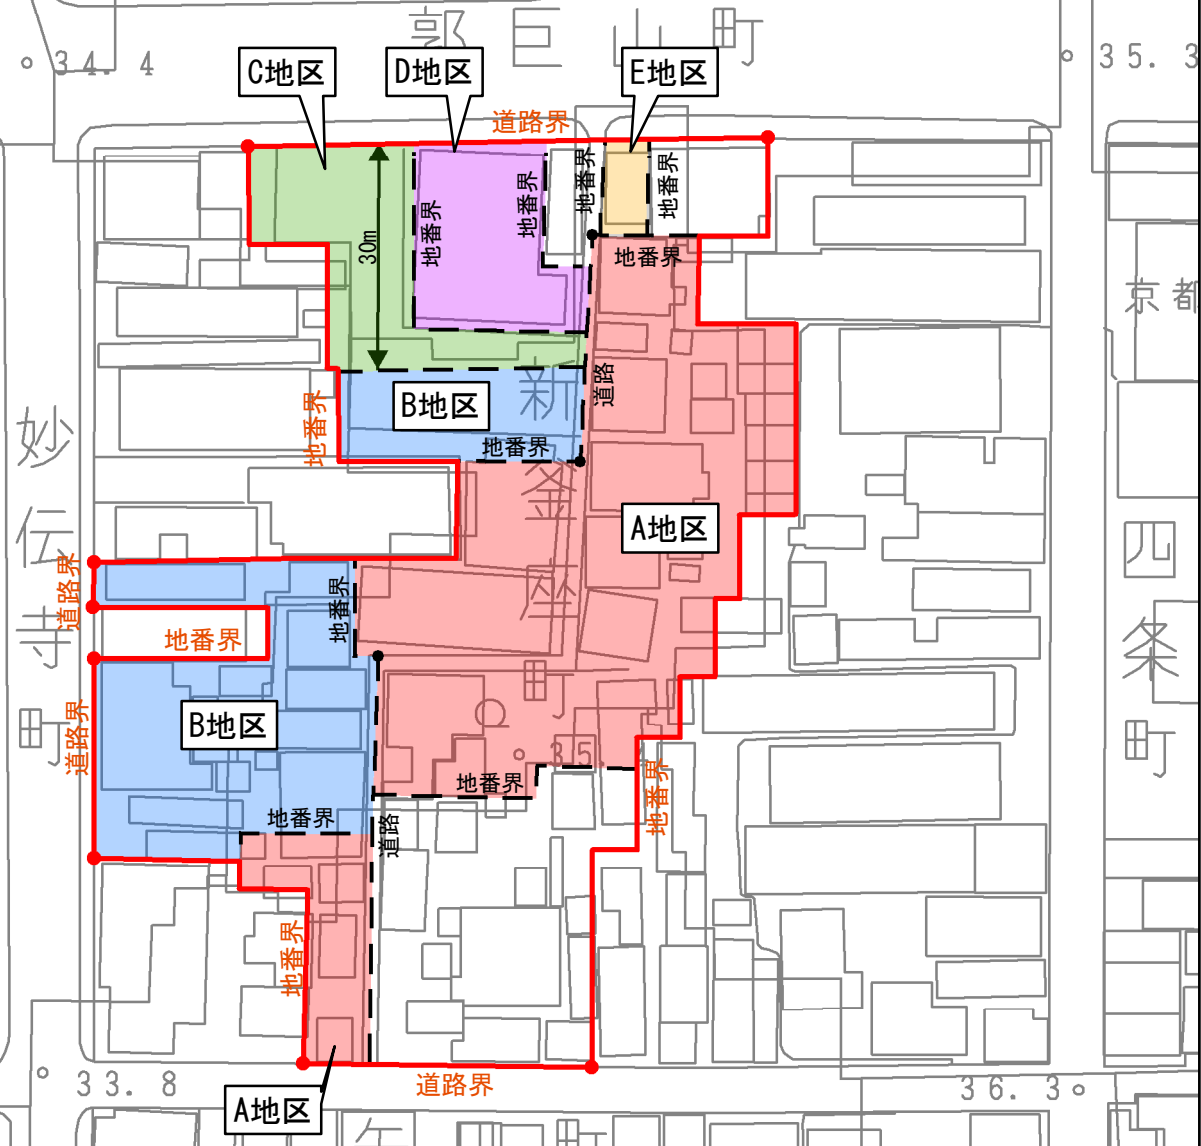 郭巨山町
34.4
35.3
C地区
D地区
E地区
道路界
地番界
地番界
地番界
地番界
30m
地番界
京都
新釜座町
道路
B地区
地番界
地番界
妙伝寺町
A地区
四条町
道路界
地番界
地番界
道路界
B地区
35
地番界
地番界
地番界
道路
地番界
33.8
道路界
36.3
A地区